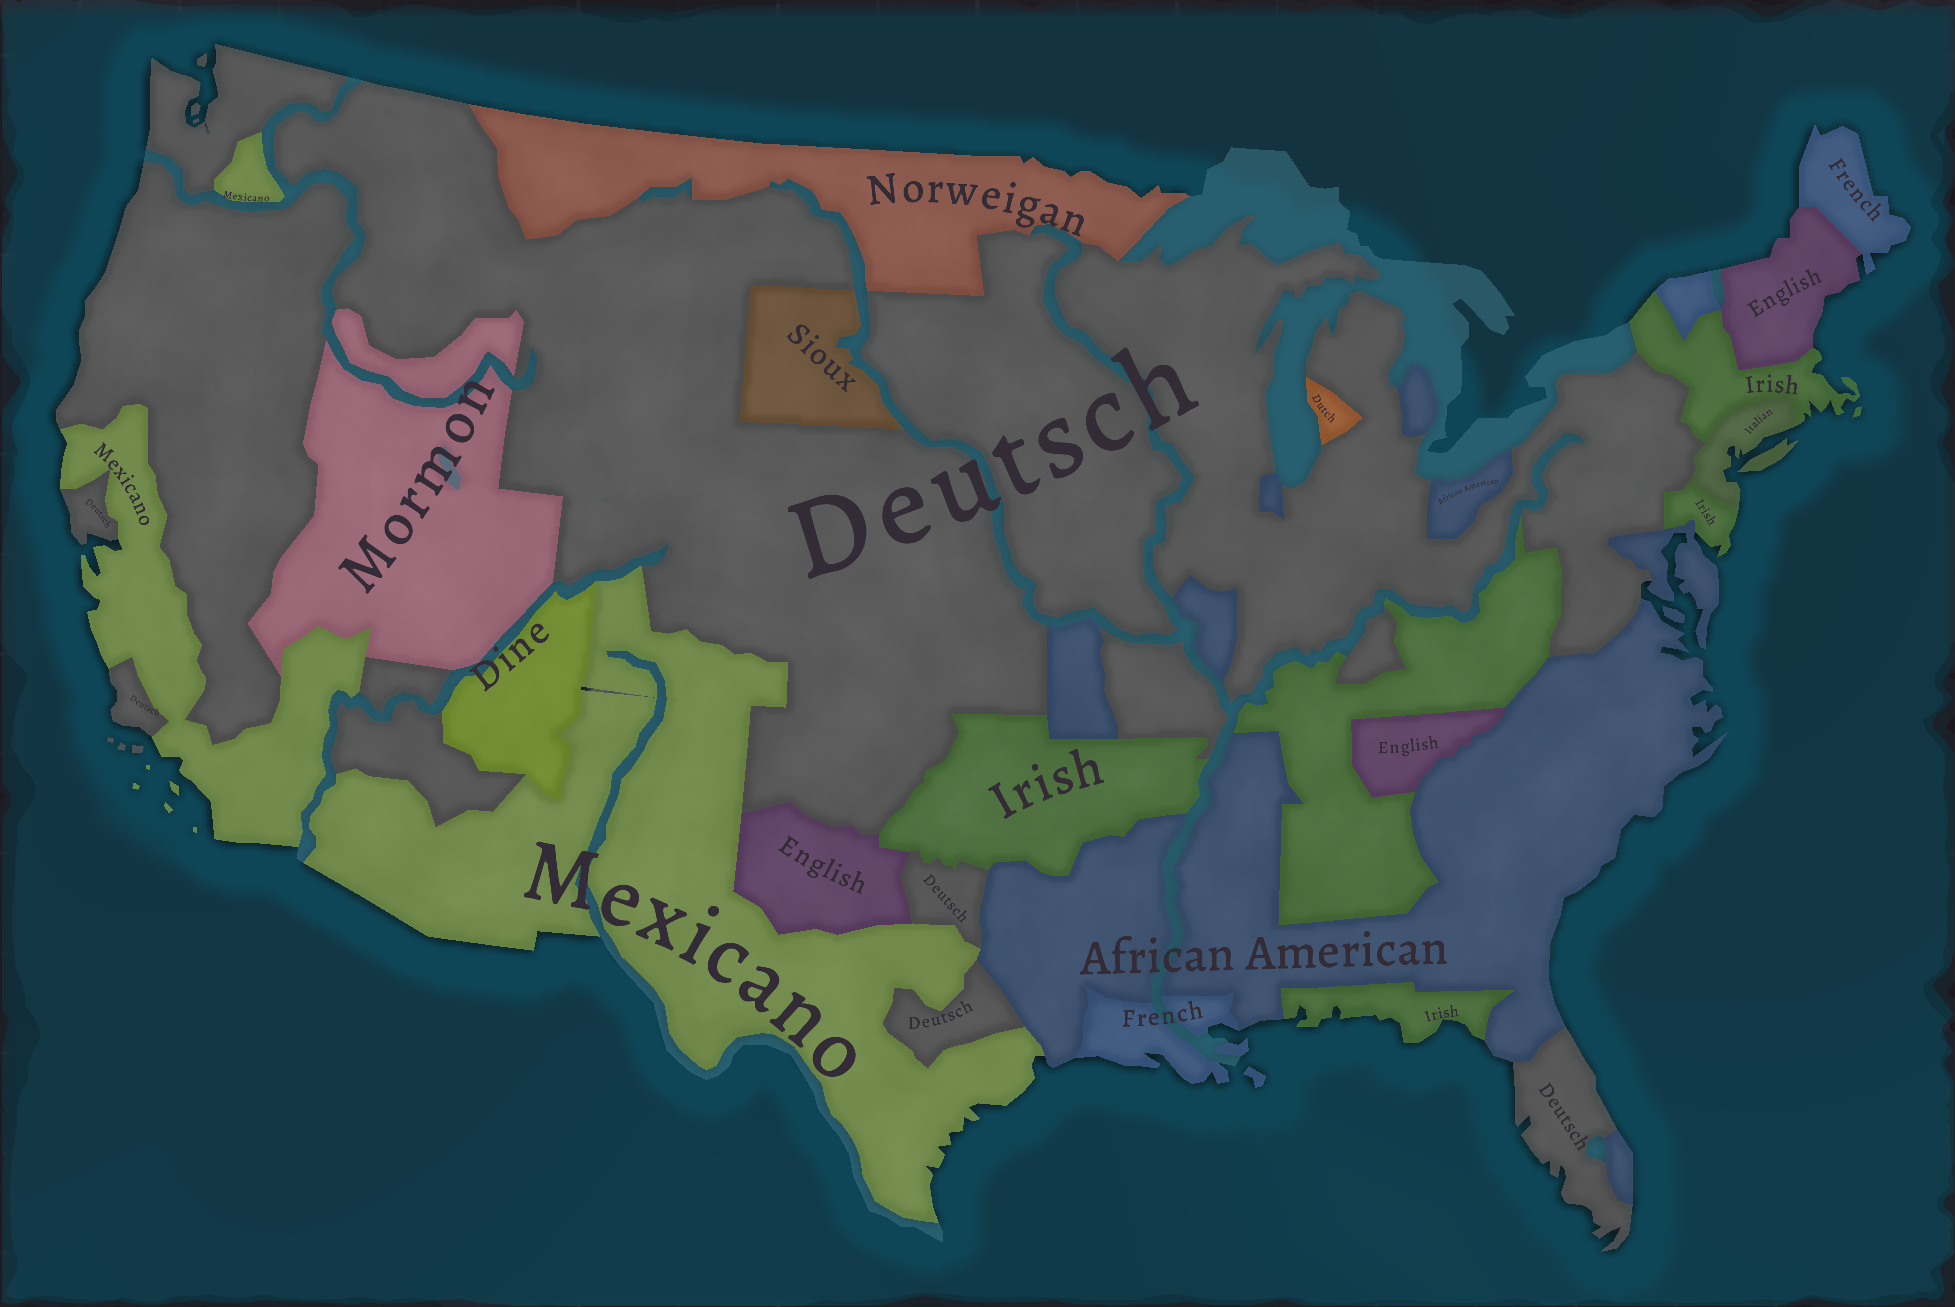 French
Mexicano
Norweigan
English
Sioux
Irish
Deutsch
Dutch
Italian
Mexicano
Mormon
African American
Deutsch
Irish
Dine
Deutsch
English
Irish
Mexicano
English
Deutsch
African American
Deutsch
French
Irish
Deutsch